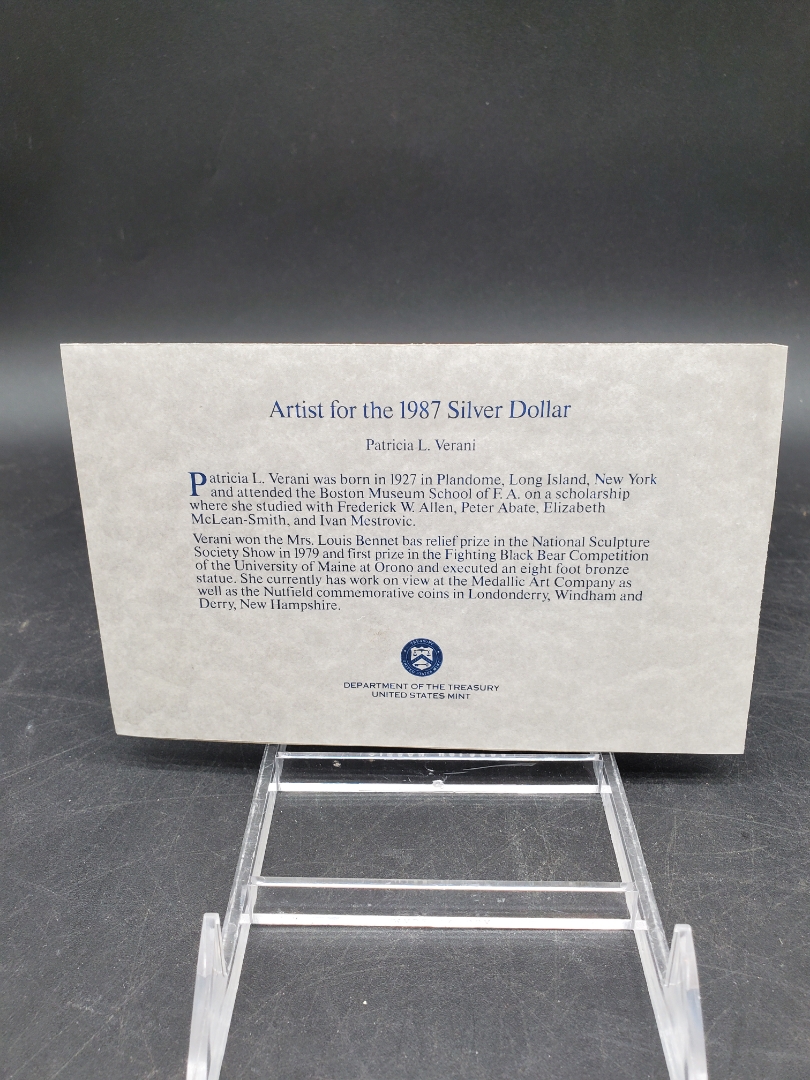 Artist for the 1987 Silver Dollar
Patricia L. Verani
Patricia L. Verani was born in 1927 in Plandome, Long Island, New York
and attended the Boston Museum School of F. A. on a scholarship
where she studied with Frederick W. Allen, Peter Abate, Elizabeth
McLean-Smith, and Ivan Mestrovic.
Verani won the Mrs. Louis Bennet bas relief prize in the National Sculpture
Society Show in 1979 and first prize in the Fighting Black Bear Competition
of the University of Maine at Orono and executed an eight foot bronze
statue. She currently has work on view at the Medallic Art Company as
well as the Nutfield commemorative coins in Londonderry, Windham and
Derry, New Hampshire.
DEPARTMENT OF THE TREASURY
UNITED STATES MINT